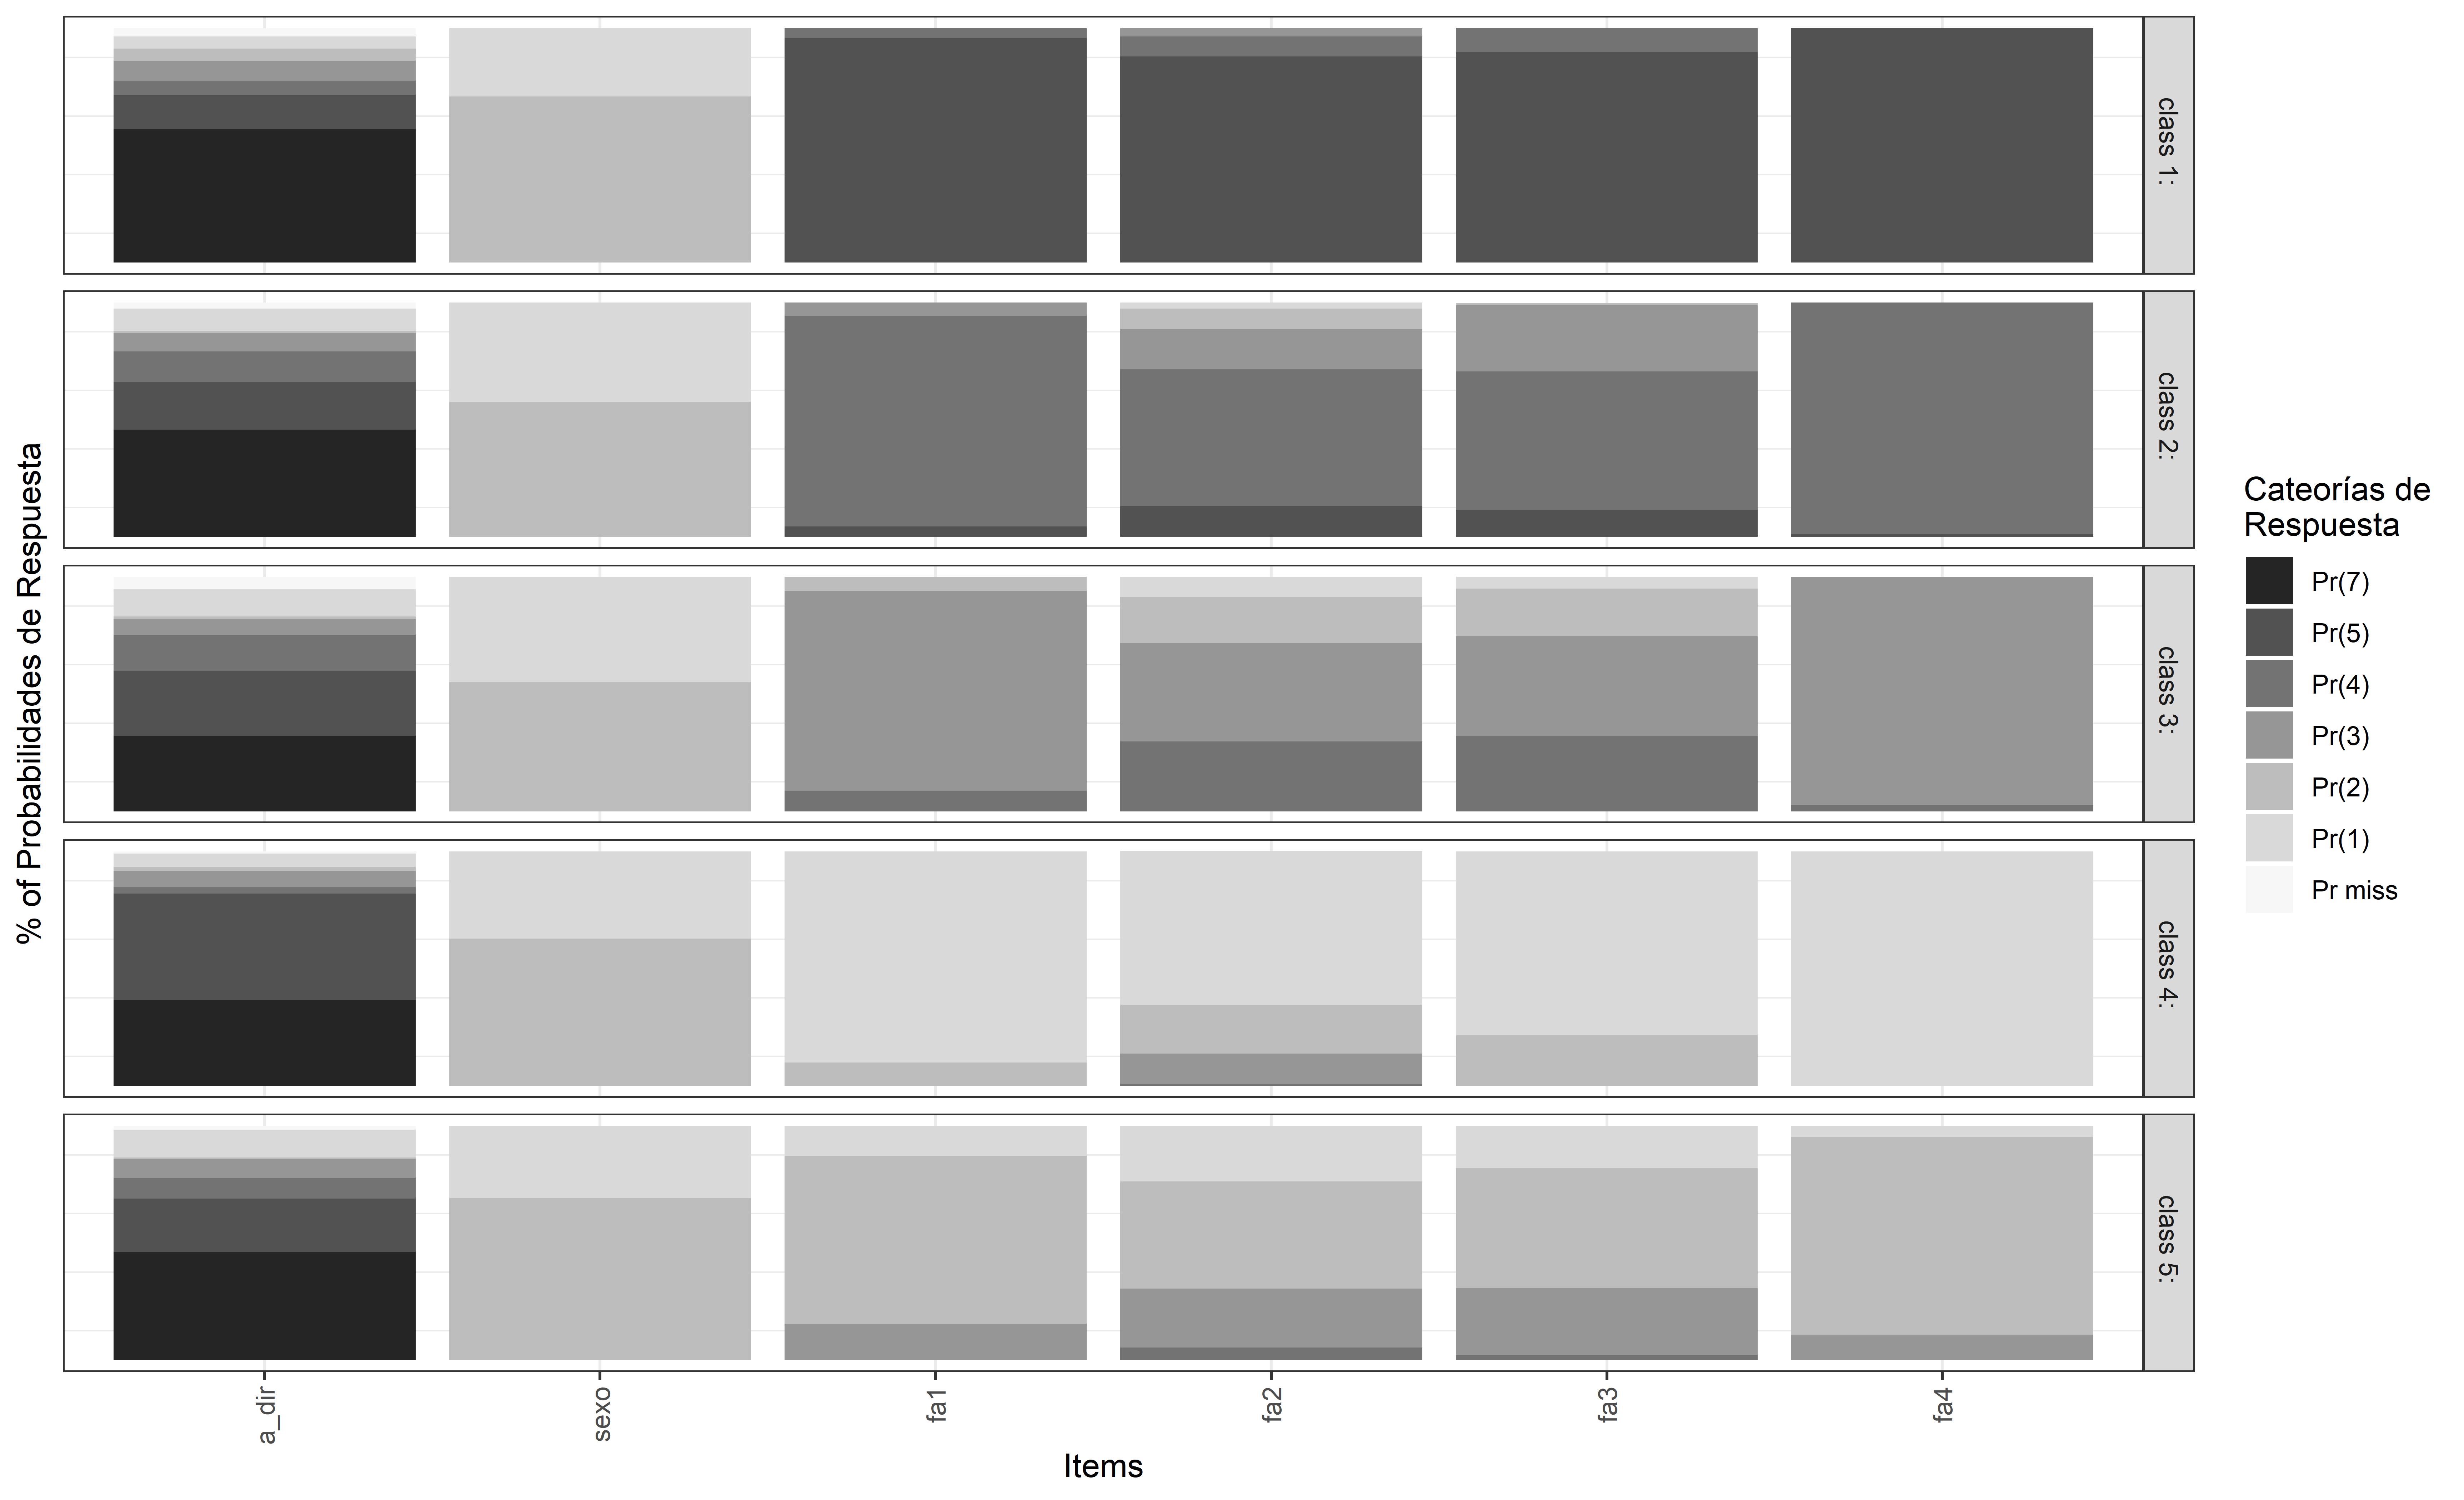 % of Probabilidades de Respuesta
class 1:
class 2:
class 3:
class 4:
class 5:
a_dir
sexo
fa1
fa2
fa3
fa4
Items
Cateorías de
Respuesta
Pr(7)
Pr(5)
Pr(4)
Pr(3)
Pr(2)
Pr(1)
Pr miss